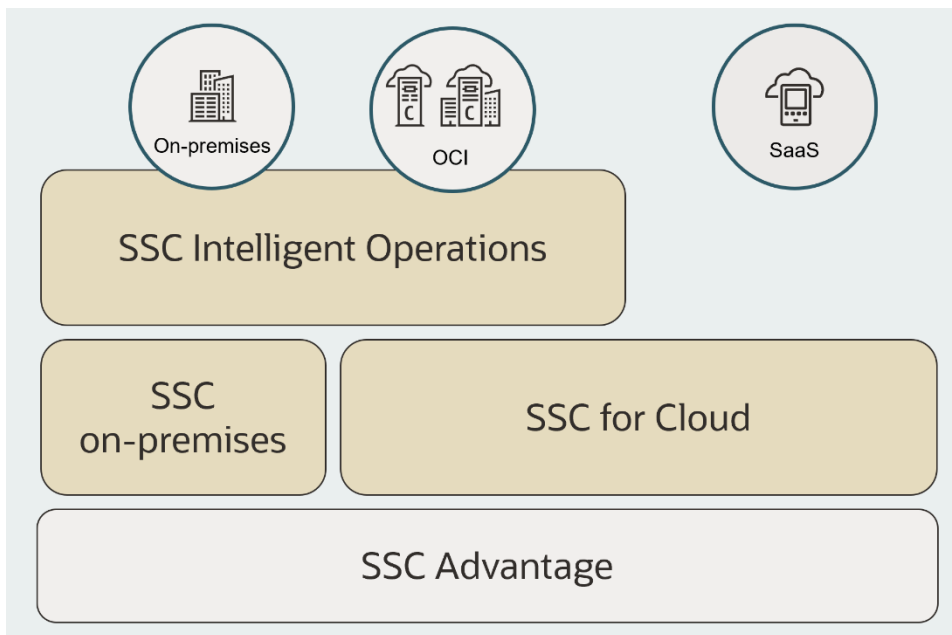 On-premises
OCI
SaaS
SSC Intelligent Operations
SSC
on-premises
SSC for Cloud
SSC Advantage